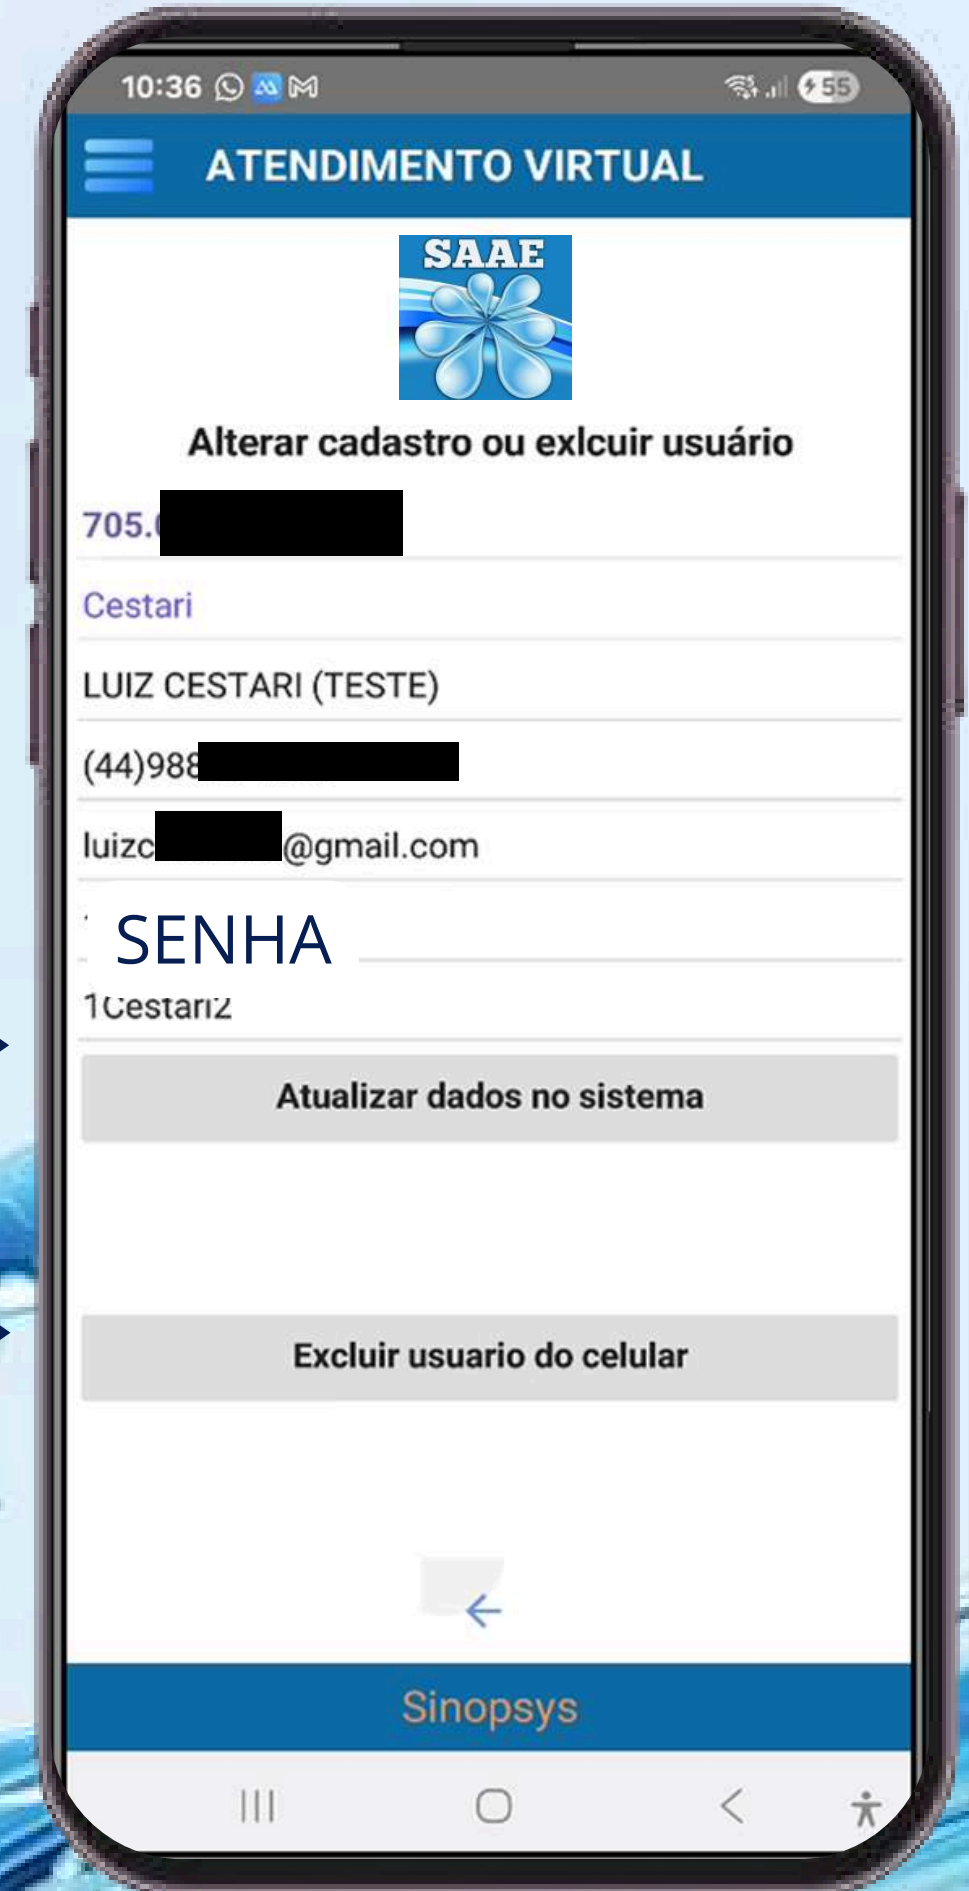 10:36
55
ATENDIMENTO VIRTUAL
SAAE
Alterar cadastro ou exlcuir usuário
705.
Cestari
LUIZ CESTARI (TESTE)
(44)988
luizc @gmail.com
SENHA
1Cestari2
Atualizar dados no sistema
Excluir usuario do celular
Sinopsys